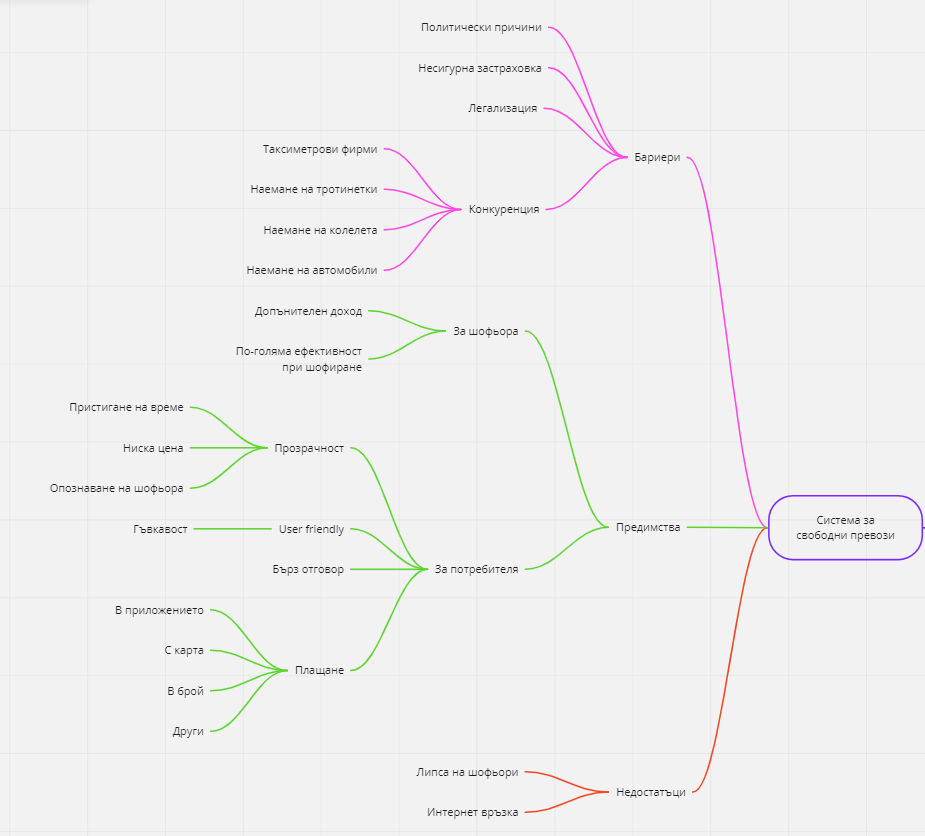 Политически причини
Несигурна застраховка
Легализация
Бариери
Таксиметрови фирми
Наемане на тротинетки
Конкуренция
Наемане на колелета
Наемане на автомобили
Допънителен доход
За шофьора
По-голяма ефективност
при шофиране
Пристигане на време
Ниска цена
Прозрачност
Опознаване на шофьора
Система за
свободни превози
Предимства
Гъвкавост
User friendly
Бърз отговор
За потребителя
В приложението
С карта
Плащане
В брой
Други
Липса на шофьори
Недостатъци
Интернет връзка